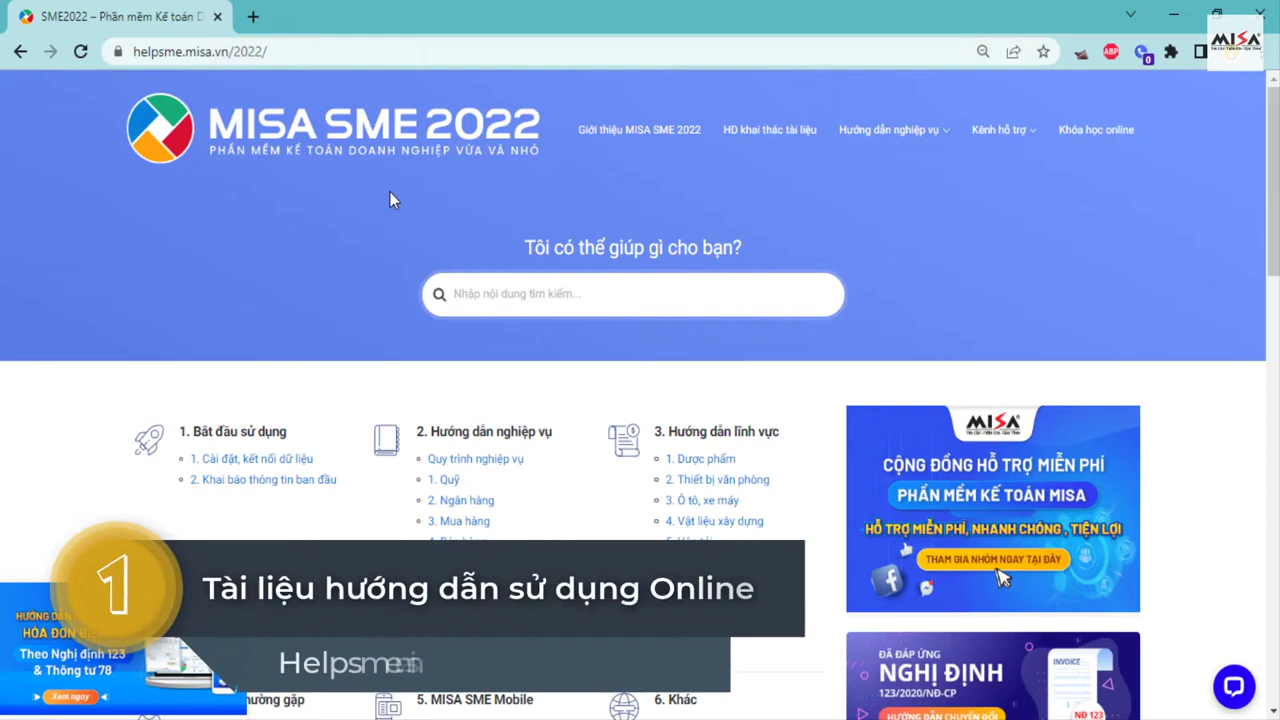 SME2022 – Phần mềm Kế toán D
helpsme.misa.vn/2022/
ABP
0
MISA
MISA SME 2022
PHẦN MỀM KẾ TOÁN DOANH NGHIỆP VỪA VÀ NHỎ
Giới thiệu MISA SME 2022
HD khai thác tài liệu
Hướng dẫn nghiệp vụ
Kênh hỗ trợ
Khóa học online
Tôi có thể giúp gì cho bạn?
Nhập nội dung tìm kiếm...
1. Bắt đầu sử dụng
1. Cài đặt, kết nối dữ liệu
2. Khai báo thông tin ban đầu
2. Hướng dẫn nghiệp vụ
Quy trình nghiệp vụ
1. Quỹ
2. Ngân hàng
3. Mua hàng
3. Hướng dẫn lĩnh vực
1. Dược phẩm
2. Thiết bị văn phòng
3. Ô tô, xe máy
4. Vật liệu xây dựng
MISA
CỘNG ĐỒNG HỖ TRỢ MIỄN PHÍ
PHẦN MỀM KẾ TOÁN MISA
HỖ TRỢ MIỄN PHÍ, NHANH CHÓNG, TIỆN LỢI
THAM GIA NHÓM NGAY TẠI ĐÂY
1
Tài liệu hướng dẫn sử dụng Online
Theo Nghị định 123
& Thông tư 78
Xem ngay
5. MISA SME Mobile
6. Khác
ĐÃ ĐÁP ỨNG
NGHỊ ĐỊNH
123/2020/NĐ-CP
HƯỚNG DẪN CHUYỂN ĐỔI
INVOICE
NĐ 123